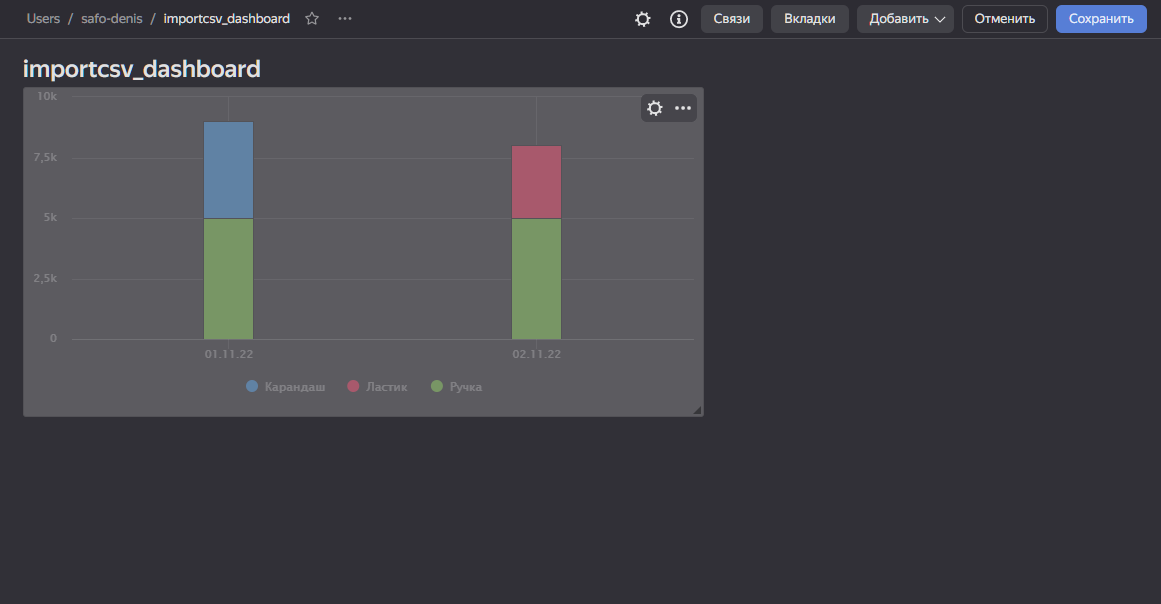 Users / safo-denis / importcsv_dashboard
Связи
Вкладки
Добавить
Отменить
Сохранить
importcsv_dashboard
10k
7,5k
5k
2,5k
0
01.11.22 02.11.22
Карандаш Ластик Ручка